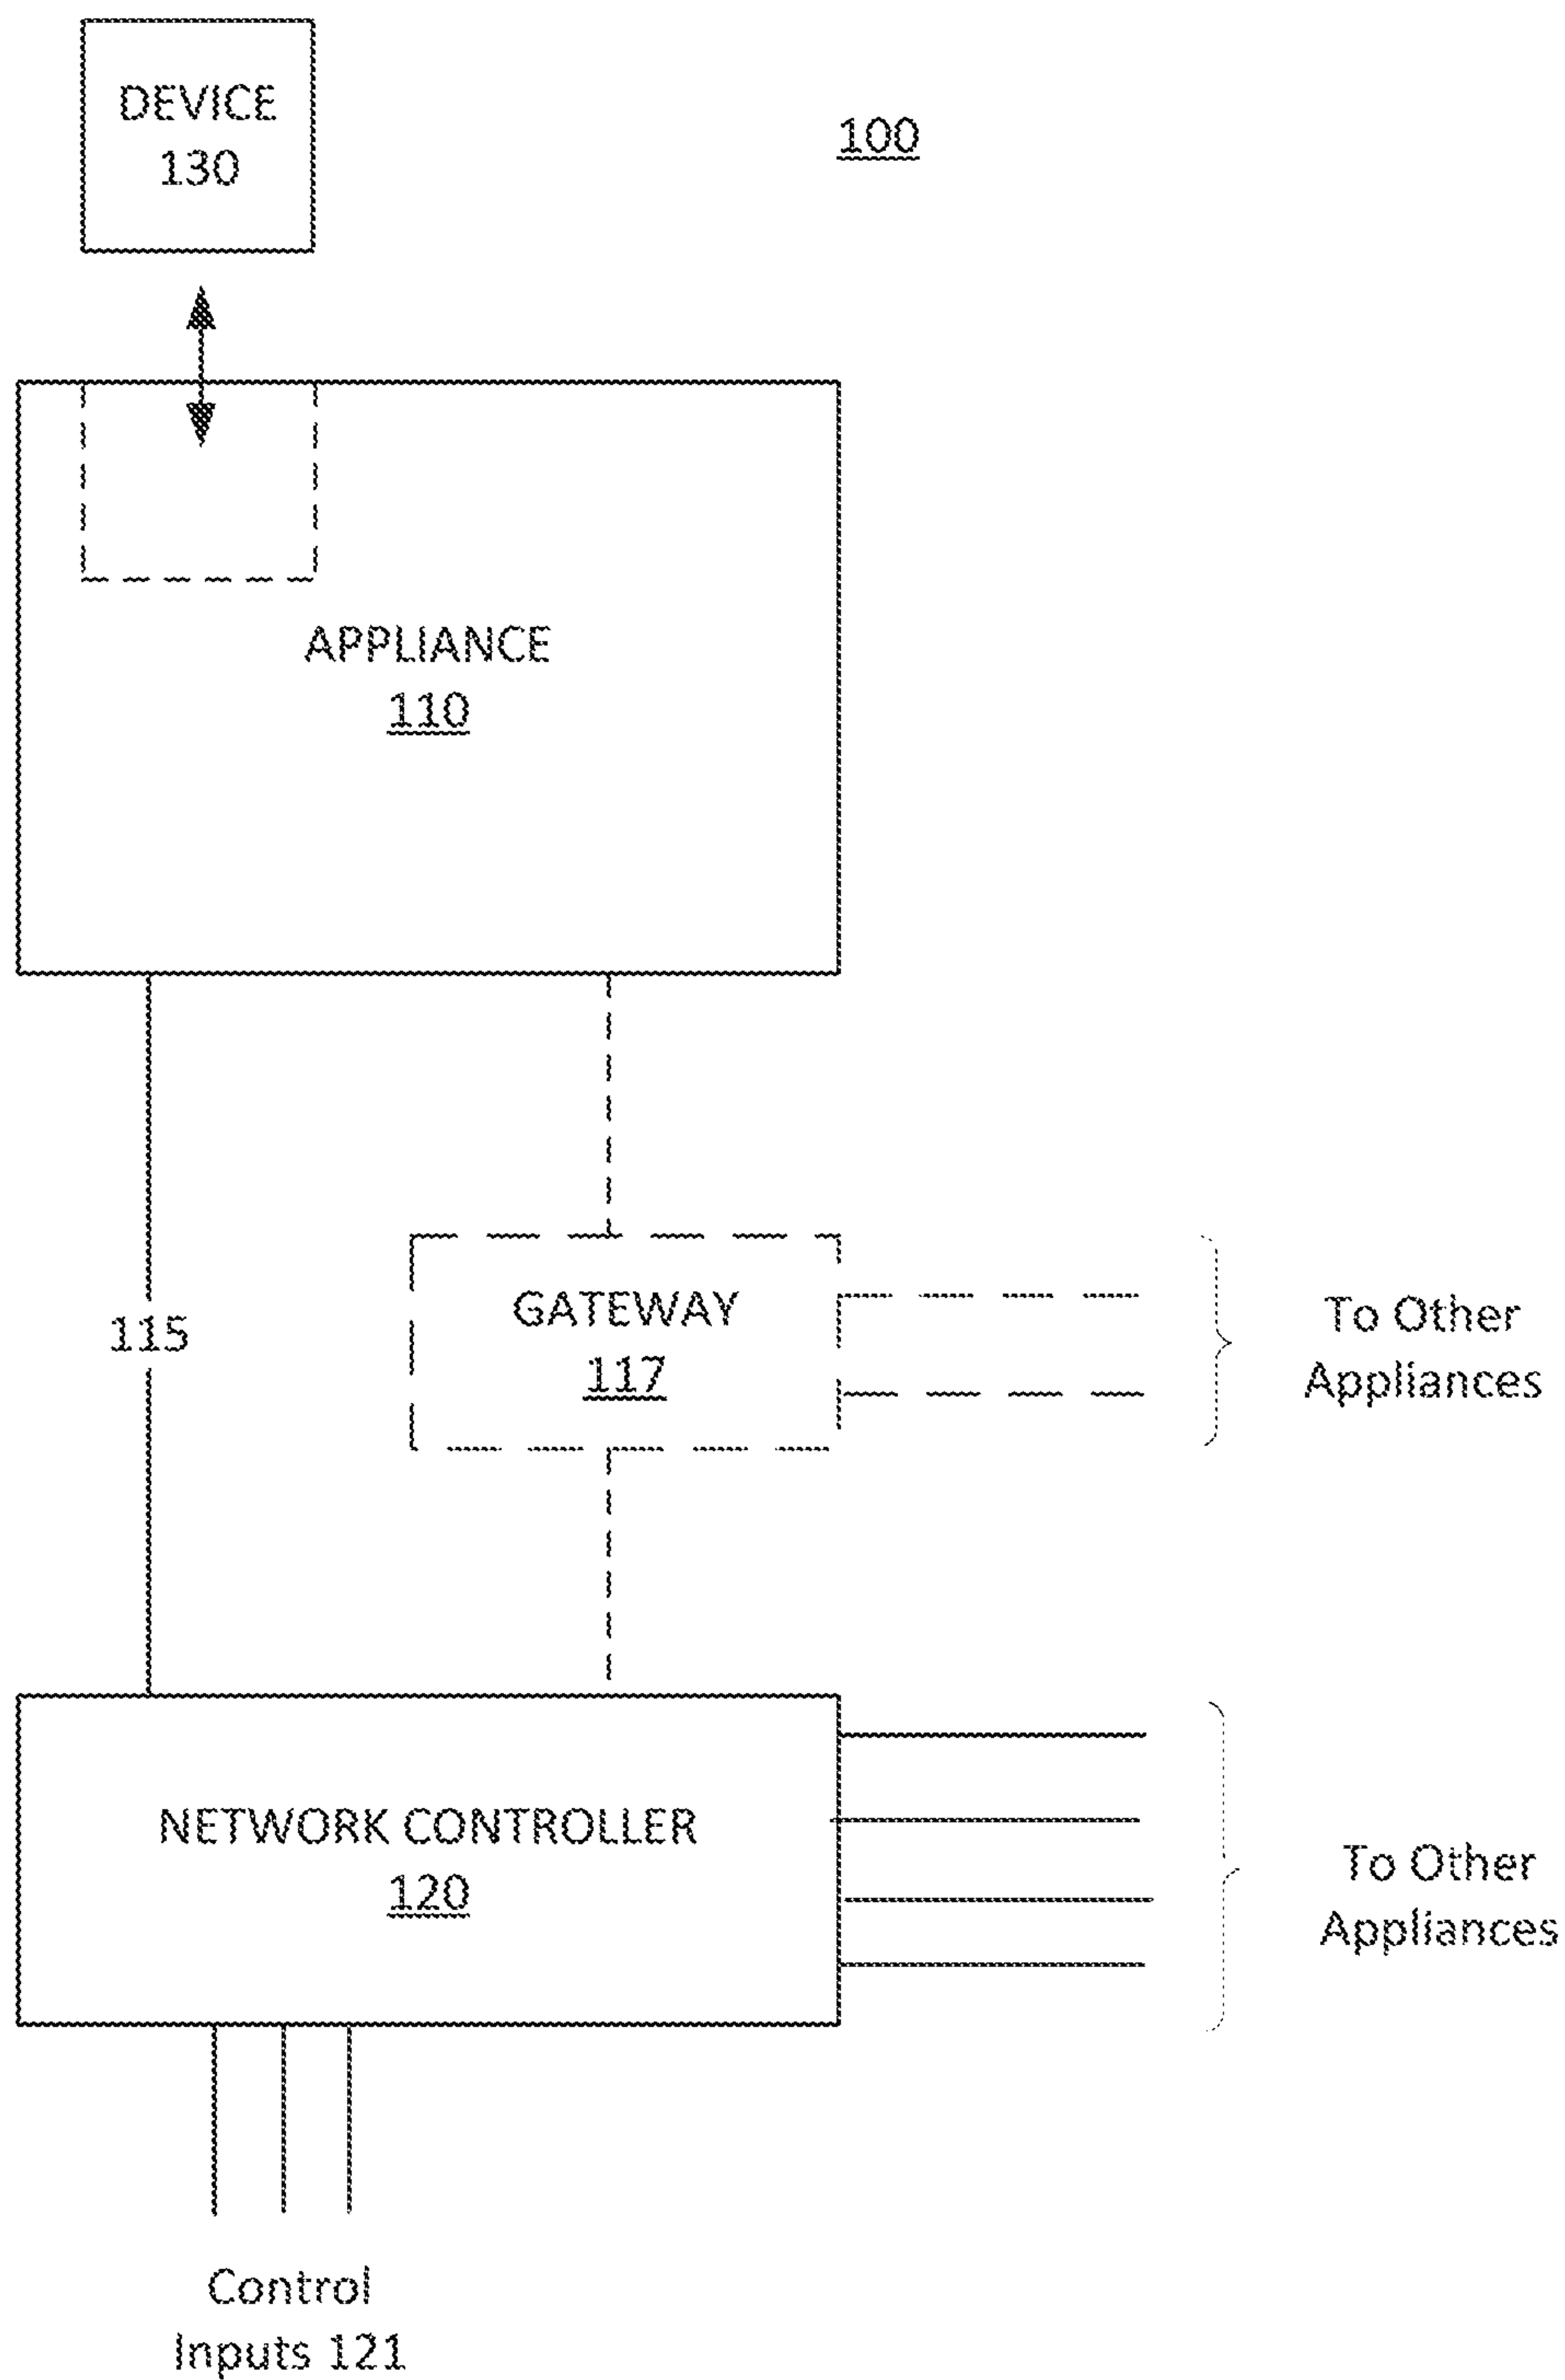 DEVICE
130
100
APPLIANCE
110
115
GATEWAY
117
To Other
Appliances
NETWORK CONTROLLER
120
To Other
Appliances
Control
Inputs 121